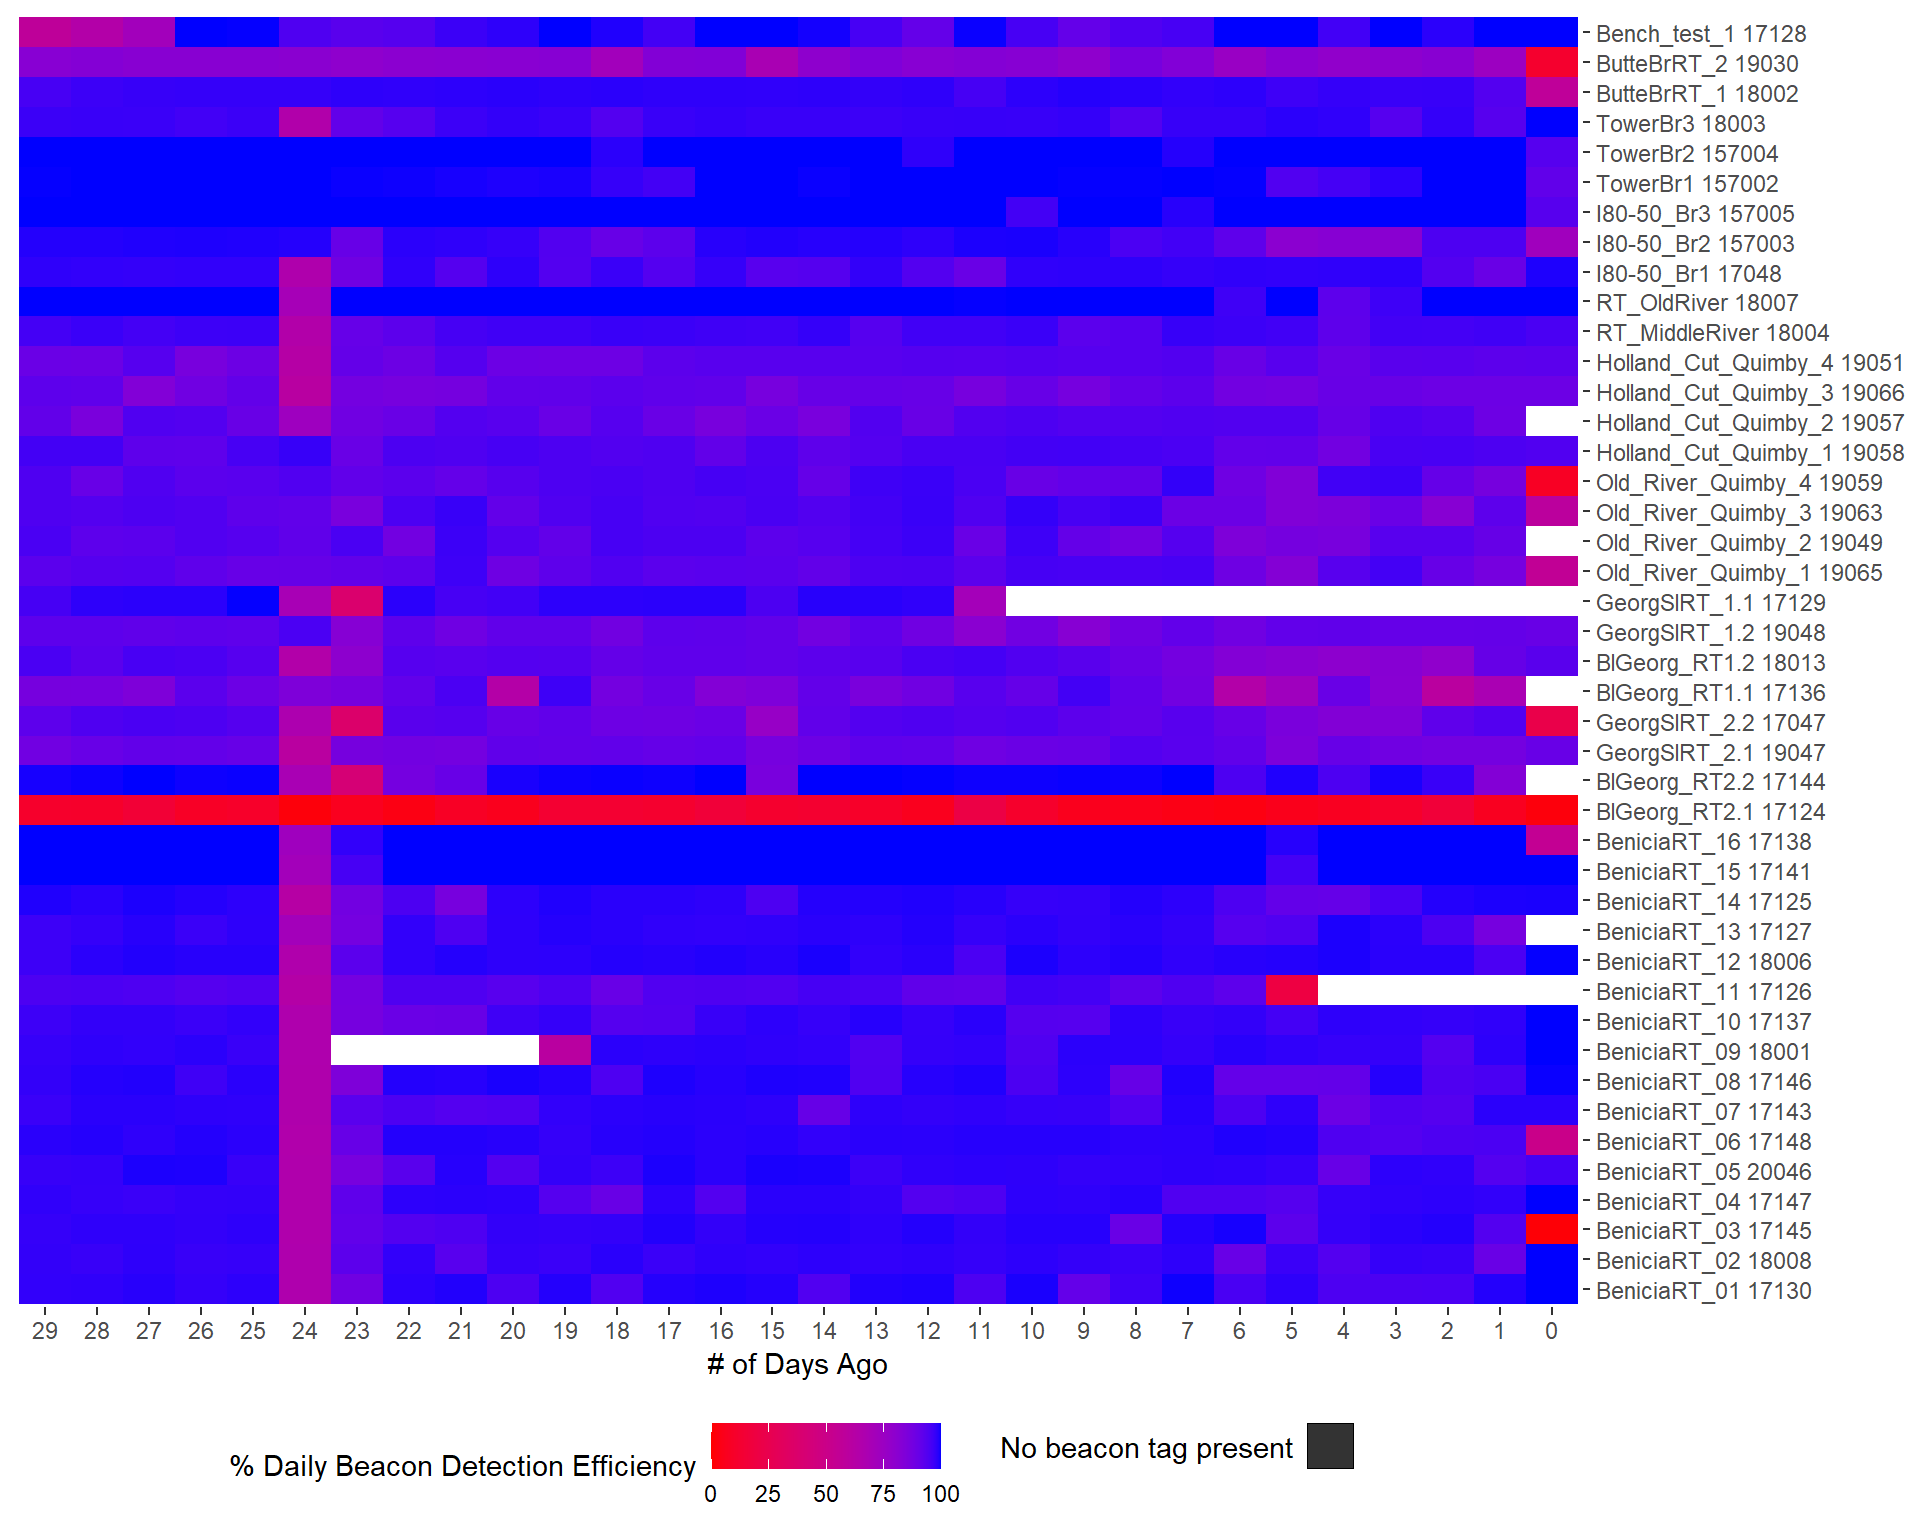 Bench_test_1 17128
ButteBrRT_2 19030
ButteBrRT_1 18002
TowerBr3 18003
TowerBr2 157004
TowerBr1 157002
I80-50_Br3 157005
I80-50_Br2 157003
I80-50_Br1 17048
RT_OldRiver 18007
RT_MiddleRiver 18004
Holland_Cut_Quimby_4 19051
Holland_Cut_Quimby_3 19066
Holland_Cut_Quimby_2 19057
Holland_Cut_Quimby_1 19058
Old_River_Quimby_4 19059
Old_River_Quimby_3 19063
Old_River_Quimby_2 19049
Old_River_Quimby_1 19065
GeorgSlRT_1.1 17129
GeorgSlRT_1.2 19048
BlGeorg_RT1.2 18013
BlGeorg_RT1.1 17136
GeorgSlRT_2.2 17047
GeorgSlRT_2.1 19047
BlGeorg_RT2.2 17144
BlGeorg_RT2.1 17124
BeniciaRT_16 17138
BeniciaRT_15 17141
BeniciaRT_14 17125
BeniciaRT_13 17127
BeniciaRT_12 18006
BeniciaRT_11 17126
BeniciaRT_10 17137
BeniciaRT_09 18001
BeniciaRT_08 17146
BeniciaRT_07 17143
BeniciaRT_06 17148
BeniciaRT_05 20046
BeniciaRT_04 17147
BeniciaRT_03 17145
BeniciaRT_02 18008
BeniciaRT_01 17130
29 28 27 26 25 24 23 22 21 20 19 18 17 16 15 14 13 12 11 10 9 8 7 6 5 4 3 2 1 0
# of Days Ago
% Daily Beacon Detection Efficiency
0 25 50 75 100
No beacon tag present